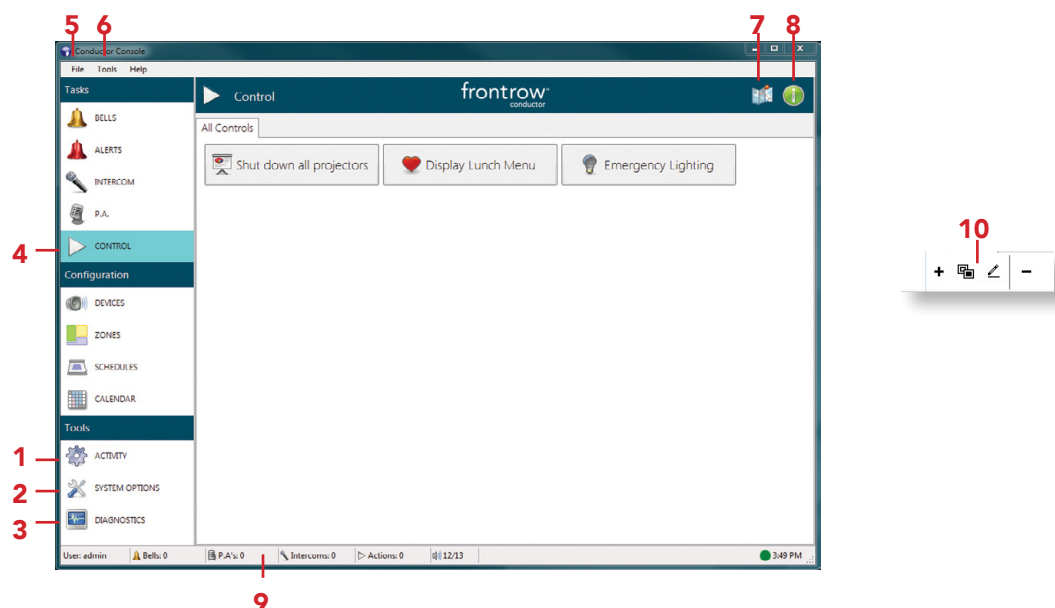 5 6 7 8
Conductor Console
File Tools Help
Tasks
BELLS
ALERTS
INTERCOM
P.A.
4
CONTROL
Configuration
DEVICES
ZONES
SCHEDULES
CALENDAR
Tools
1
ACTIVITY
2
SYSTEM OPTIONS
3
DIAGNOSTICS
Control
frontrow
conductor
All Controls
Shut down all projectors
Display Lunch Menu
Emergency Lighting
User: admin Bells: 0 P.A's: 0 Intercoms: 0 Actions: 0 12/13 3:49 PM
9
10